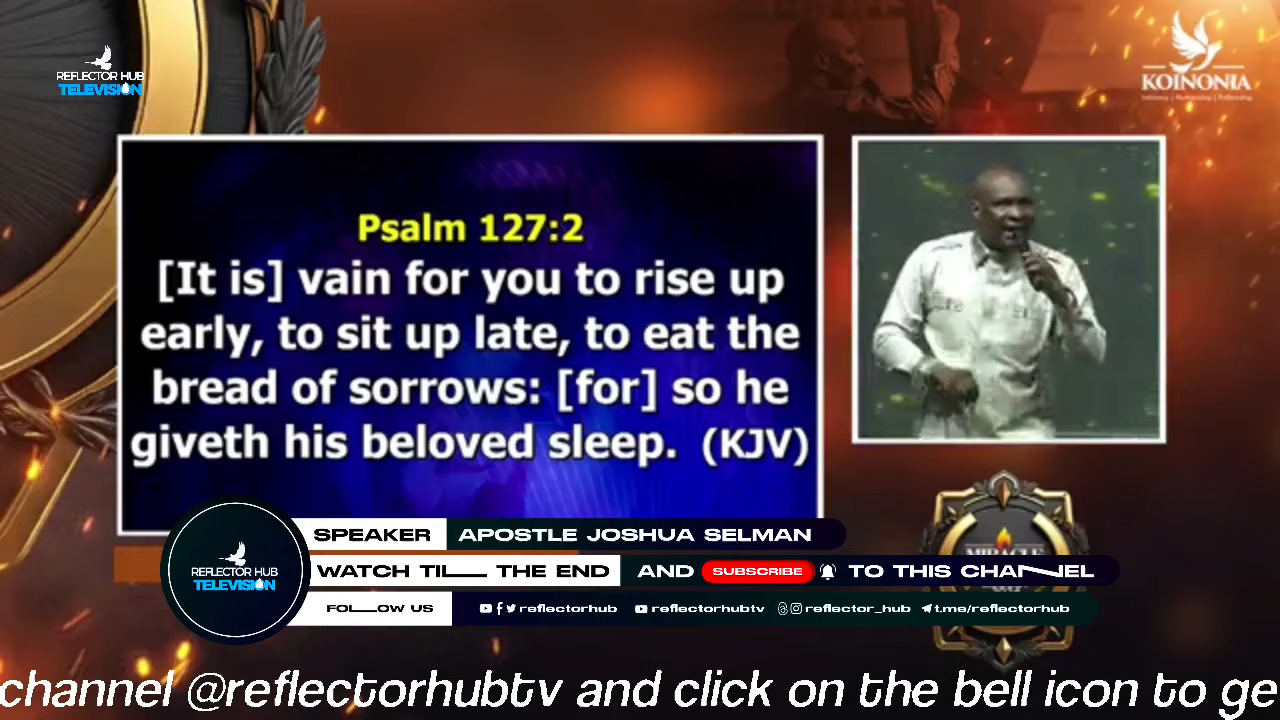 REFLECTOR HUB
TELEVISION
KOINONIA
Psalm 127:2
[It is] vain for you to rise up
early, to sit up late, to eat the
bread of sorrows: [for] so he
giveth his beloved sleep. (KJV)
SPEAKER APOSTLE JOSHUA SELMAN
REFLECTOR HUB
TELEVISION
WATCH TILL THE END AND SUBSCRIBE TO THIS CHANNEL
FOLLOW US reflectorhub reflectorhubtv reflector_hub t.me/reflectorhub
MIRACLE
channel @reflectorhubtv and click on the bell icon to ge